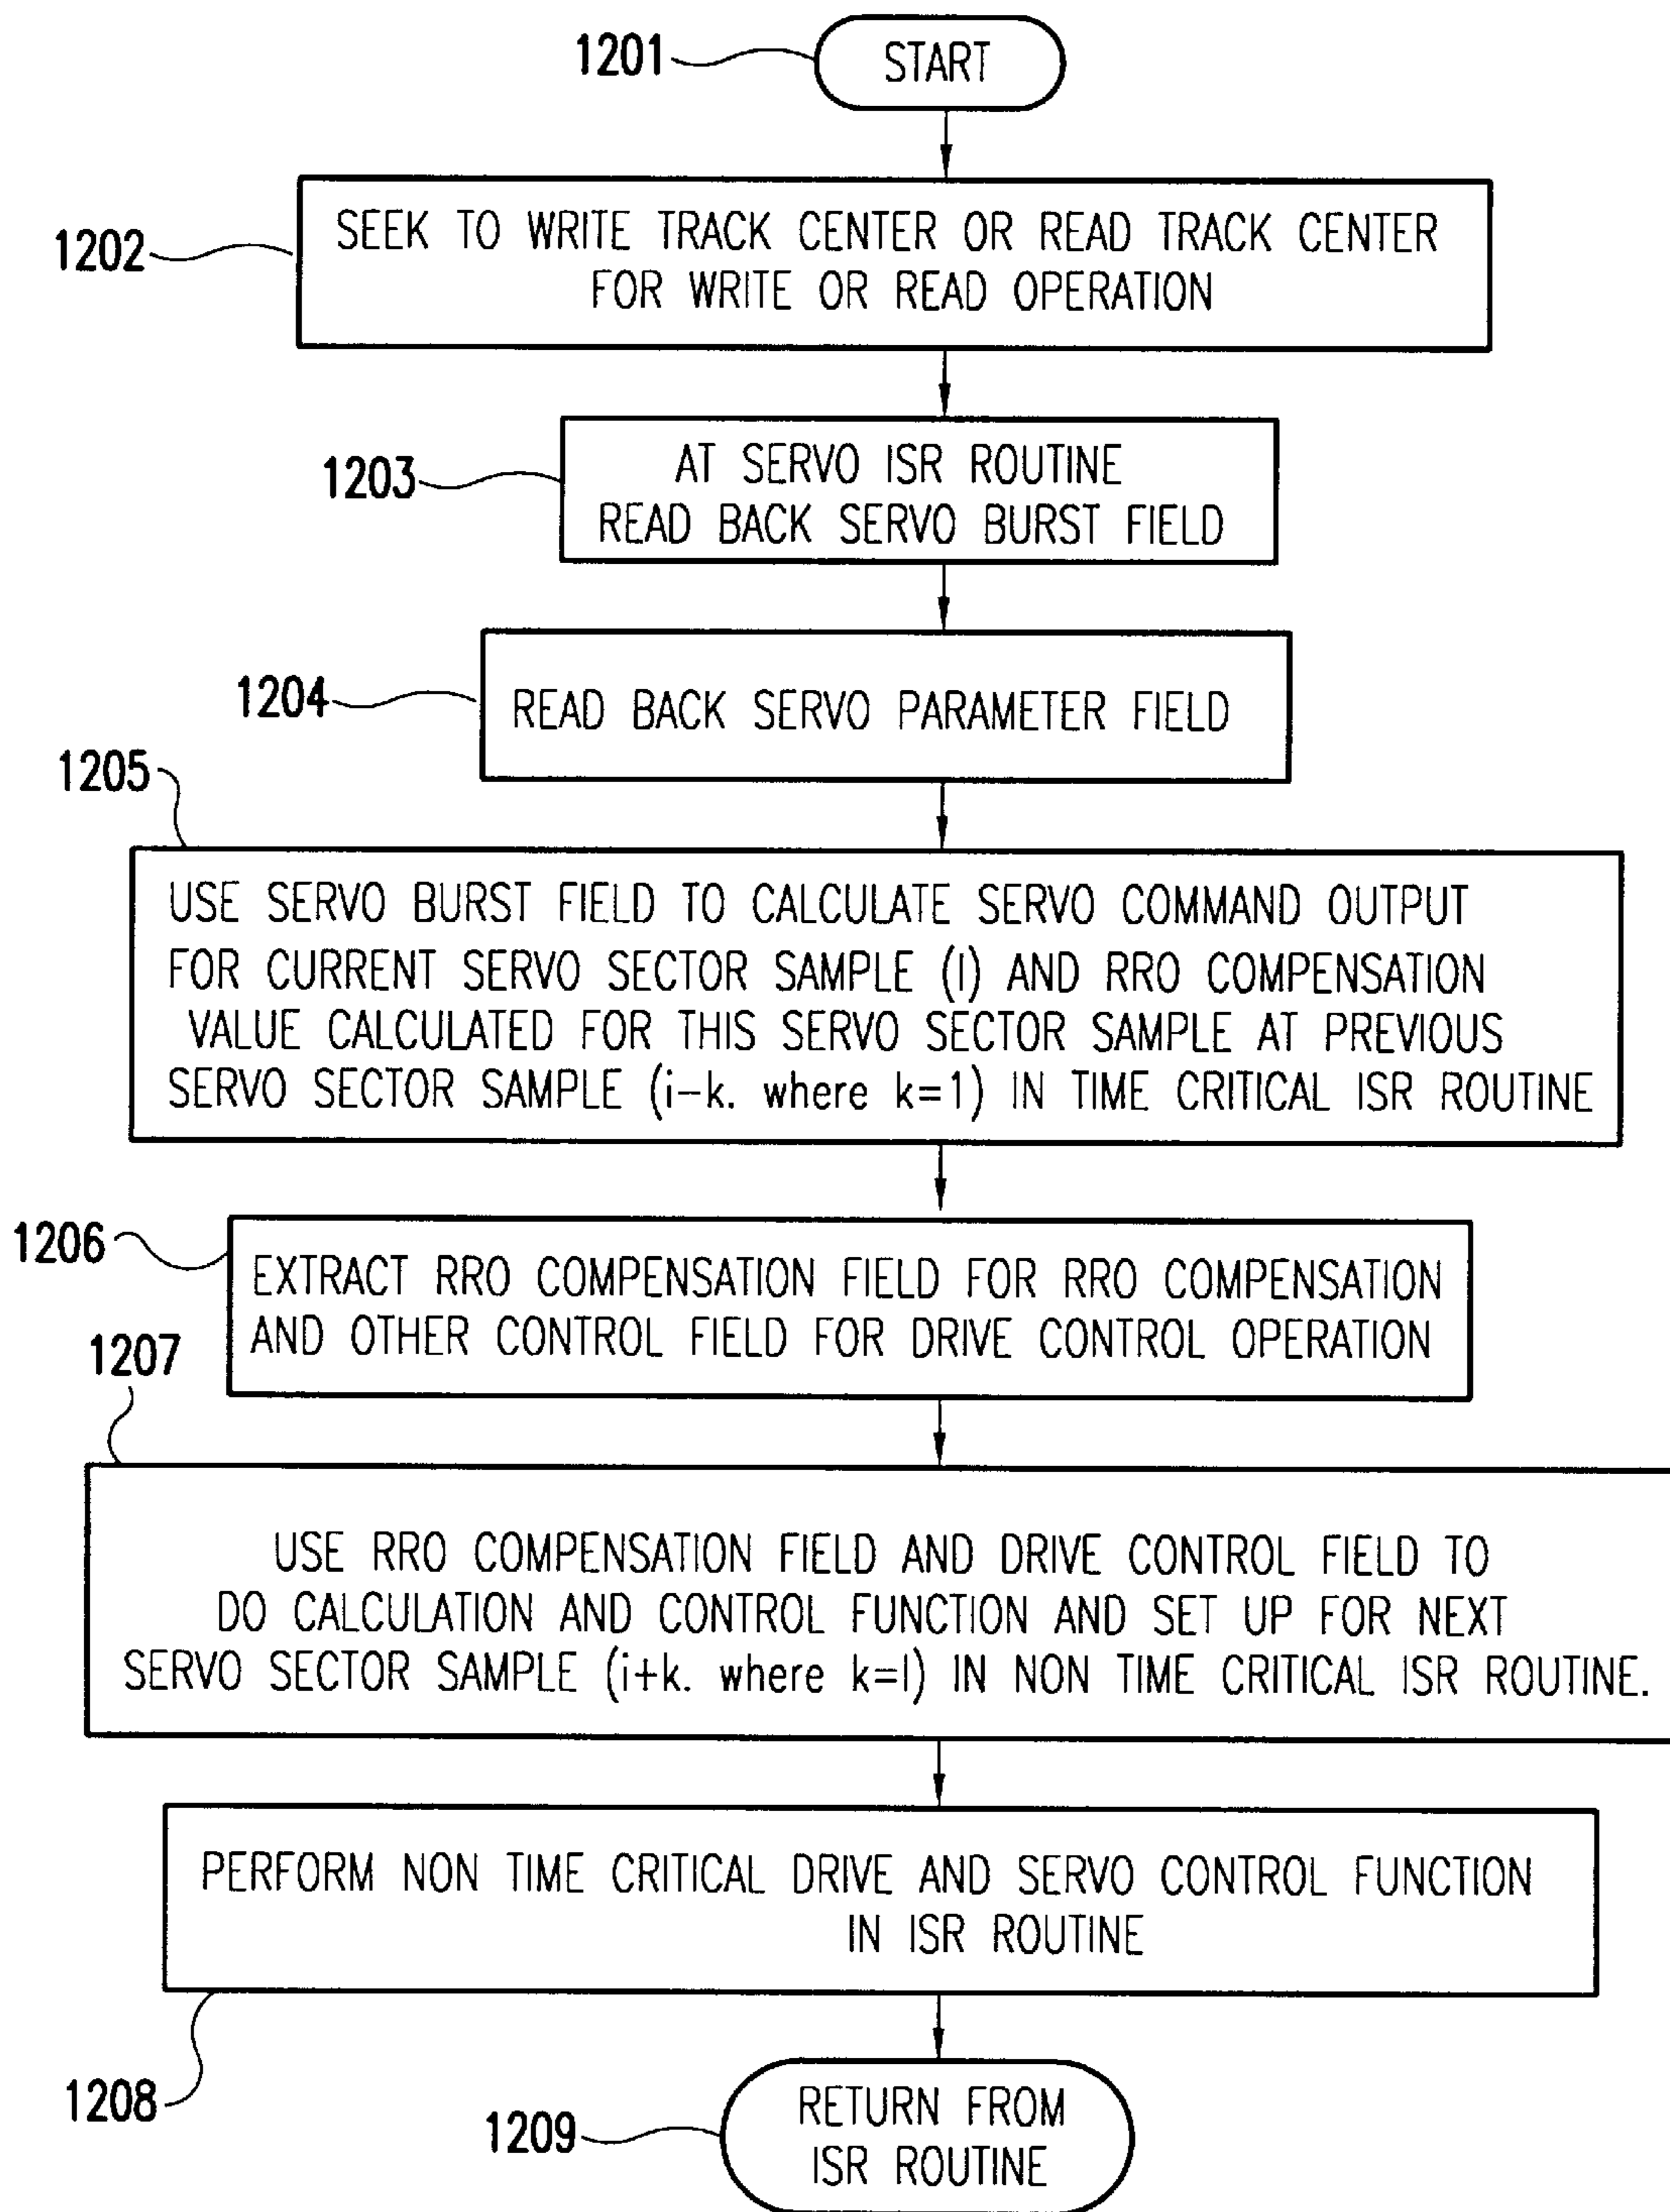 1201
START
1202
SEEK TO WRITE TRACK CENTER OR READ TRACK CENTER
FOR WRITE OR READ OPERATION
1203
AT SERVO ISR ROUTINE
READ BACK SERVO BURST FIELD
1204
READ BACK SERVO PARAMETER FIELD
1205
USE SERVO BURST FIELD TO CALCULATE SERVO COMMAND OUTPUT
FOR CURRENT SERVO SECTOR SAMPLE (I) AND RRO COMPENSATION
VALUE CALCULATED FOR THIS SERVO SECTOR SAMPLE AT PREVIOUS
SERVO SECTOR SAMPLE (i-k. where k=1) IN TIME CRITICAL ISR ROUTINE
1206
EXTRACT RRO COMPENSATION FIELD FOR RRO COMPENSATION
AND OTHER CONTROL FIELD FOR DRIVE CONTROL OPERATION
1207
USE RRO COMPENSATION FIELD AND DRIVE CONTROL FIELD TO
DO CALCULATION AND CONTROL FUNCTION AND SET UP FOR NEXT
SERVO SECTOR SAMPLE (i+k. where k=I) IN NON TIME CRITICAL ISR ROUTINE.
PERFORM NON TIME CRITICAL DRIVE AND SERVO CONTROL FUNCTION
IN ISR ROUTINE
1208
1209
RETURN FROM
ISR ROUTINE